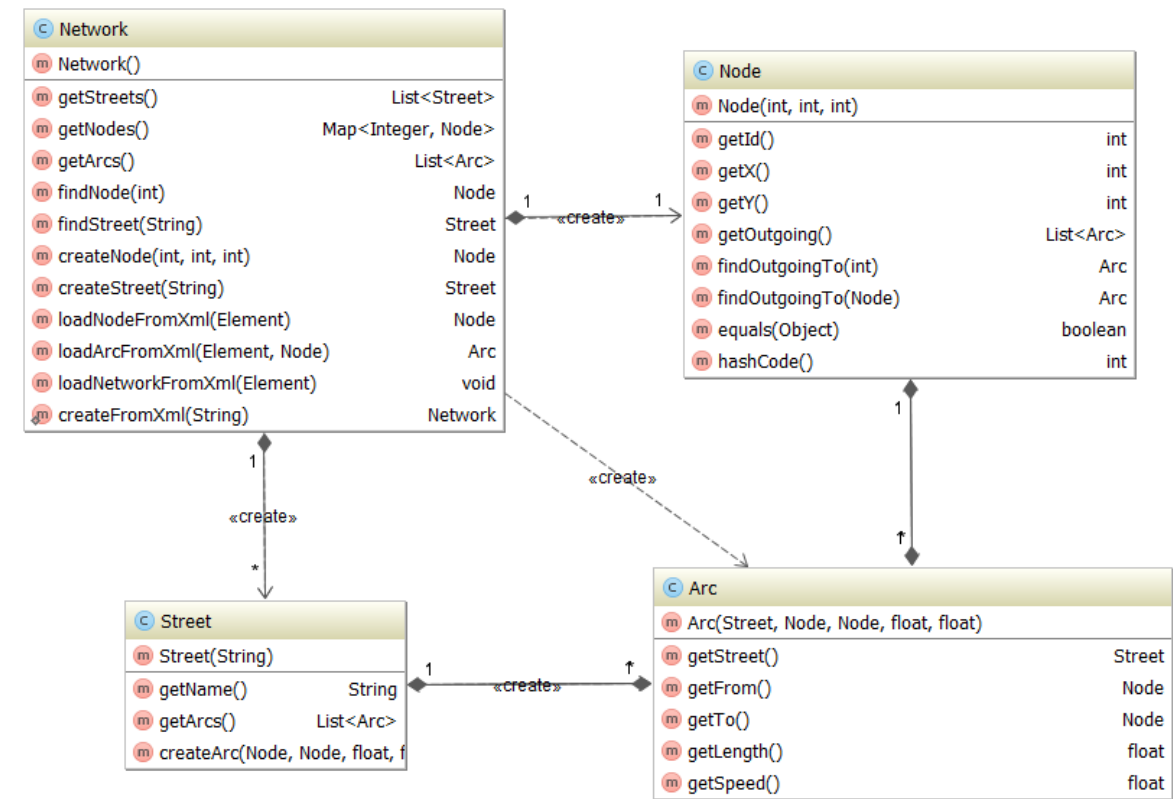 Network
Network()
getStreets() List<Street>
getNodes() Map<Integer, Node>
getArcs() List<Arc>
findNode(int) Node
findStreet(String) Street
createNode(int, int, int) Node
createStreet(String) Street
loadNodeFromXml(Element) Node
loadArcFromXml(Element, Node) Arc
loadNetworkFromXml(Element) void
createFromXml(String) Network
Node
Node(int, int, int)
getId() int
getX() int
getY() int
getOutgoing() List<Arc>
findOutgoingTo(int) Arc
findOutgoingTo(Node) Arc
equals(Object) boolean
hashCode() int
1 «create» 1
1
«create»
*
«create»
1
*
Street
Street(String)
getName() String
getArcs() List<Arc>
createArc(Node, Node, float, f
1 «create» *
Arc
Arc(Street, Node, Node, float, float)
getStreet() Street
getFrom() Node
getTo() Node
getLength() float
getSpeed() float